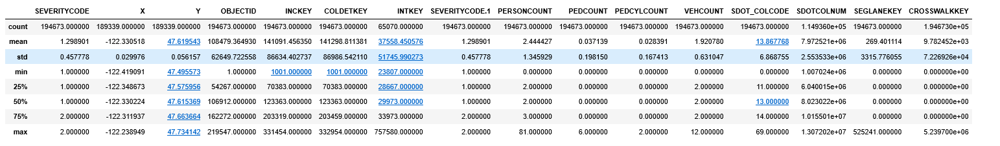 SEVERITYCODE X Y OBJECTID INCKEY COLDETKEY INTKEY SEVERITYCODE.1 PERSONCOUNT PEDCOUNT PEDCYLCOUNT VEHCOUNT SDOT_COLCODE SDOTCOLNUM SEGLANEKEY CROSSWALKKEY
count 194673.000000 189339.000000 189339.000000 194673.000000 194673.000000 194673.000000 65070.000000 194673.000000 194673.000000 194673.000000 194673.000000 194673.000000 194673.000000 1.149360e+05 194673.000000 1.946730e+05
mean 1.298901 -122.330518 47.619543 108479.364930 141091.456350 141298.811381 37558.450576 1.298901 2.444427 0.037139 0.028391 1.920780 13.867768 7.972521e+06 269.401114 9.782452e+03
std 0.457778 0.029976 0.056157 62649.722558 86634.402737 86986.542110 51745.990273 0.457778 1.345929 0.198150 0.167413 0.631047 6.868755 2.553533e+06 3315.776055 7.226926e+04
min 1.000000 -122.419091 47.495573 1.000000 1001.000000 1001.000000 23807.000000 1.000000 0.000000 0.000000 0.000000 0.000000 0.000000 1.007024e+06 0.000000 0.000000e+00
25% 1.000000 -122.348673 47.575956 54267.000000 70383.000000 70383.000000 28667.000000 1.000000 2.000000 0.000000 0.000000 2.000000 11.000000 6.040015e+06 0.000000 0.000000e+00
50% 1.000000 -122.330224 47.615369 106912.000000 123363.000000 123363.000000 29973.000000 1.000000 2.000000 0.000000 0.000000 2.000000 13.000000 8.023022e+06 0.000000 0.000000e+00
75% 2.000000 -122.311937 47.663664 162272.000000 203319.000000 203459.000000 33973.000000 2.000000 3.000000 0.000000 0.000000 2.000000 14.000000 1.015501e+07 0.000000 0.000000e+00
max 2.000000 -122.238949 47.734142 219547.000000 331454.000000 332954.000000 757580.000000 2.000000 81.000000 6.000000 2.000000 12.000000 69.000000 1.307202e+07 525241.000000 5.239700e+06